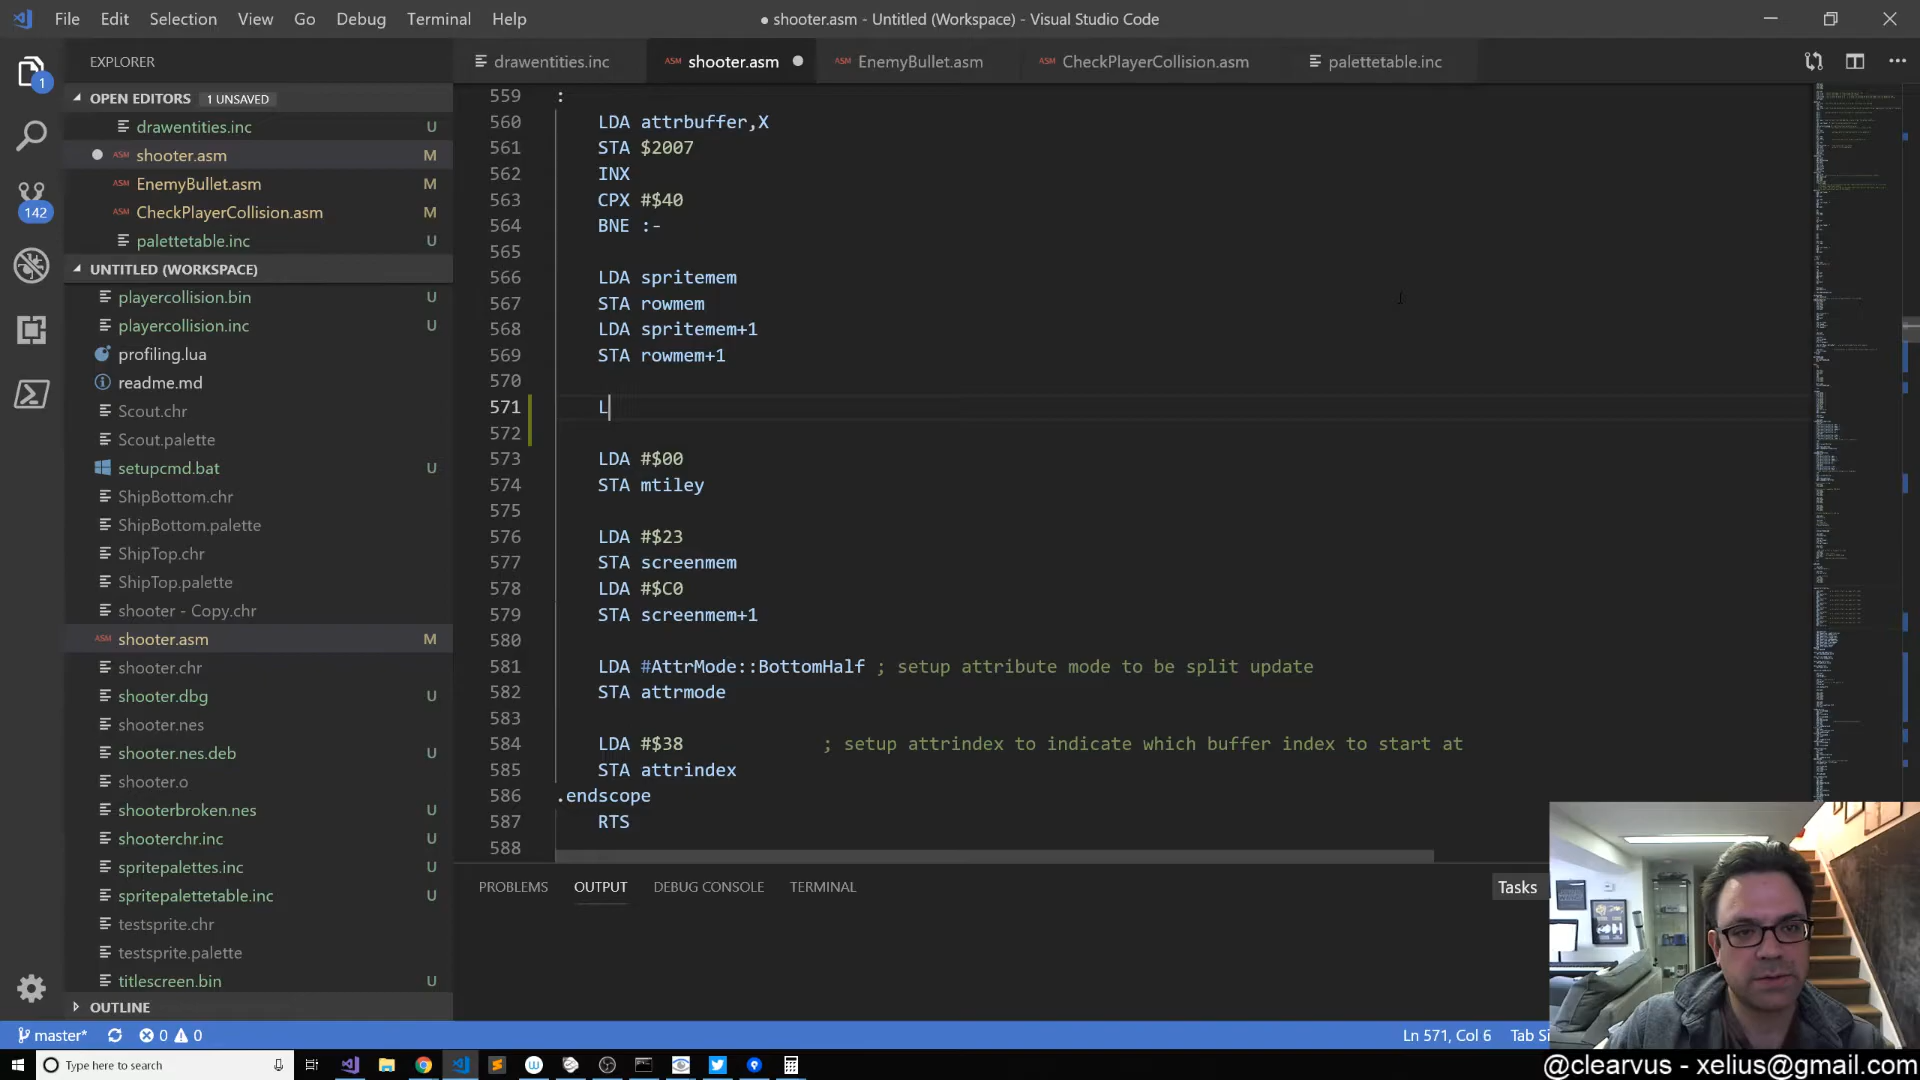 File Edit Selection View Go Debug Terminal Help
● shooter.asm - Untitled (Workspace) - Visual Studio Code
EXPLORER
drawentities.inc
ASM shooter.asm
ASM EnemyBullet.asm
ASM CheckPlayerCollision.asm
palettetable.inc
OPEN EDITORS 1 UNSAVED
drawentities.inc U
ASM shooter.asm M
ASM EnemyBullet.asm M
ASM CheckPlayerCollision.asm M
palettetable.inc U
1
142
UNTITLED (WORKSPACE)
playercollision.bin U
playercollision.inc U
profiling.lua
readme.md
Scout.chr
Scout.palette
setupcmd.bat U
ShipBottom.chr
ShipBottom.palette
ShipTop.chr
ShipTop.palette
shooter - Copy.chr
ASM shooter.asm M
shooter.chr
shooter.dbg U
shooter.nes
shooter.nes.deb U
shooter.o
shooterbroken.nes U
shooterchr.inc U
spritepalettes.inc U
spritepalettetable.inc U
testsprite.chr
testsprite.palette
titlescreen.bin U
OUTLINE
559 :
560 LDA attrbuffer,X
561 STA $2007
562 INX
563 CPX #$40
564 BNE :-
565
566 LDA spritemem
567 STA rowmem
568 LDA spritemem+1
569 STA rowmem+1
570
571 L
572
573 LDA #$00
574 STA mtiley
575
576 LDA #$23
577 STA screenmem
578 LDA #$C0
579 STA screenmem+1
580
581 LDA #AttrMode::BottomHalf ; setup attribute mode to be split update
582 STA attrmode
583
584 LDA #$38 ; setup attrindex to indicate which buffer index to start at
585 STA attrindex
586 .endscope
587 RTS
588
PROBLEMS OUTPUT DEBUG CONSOLE TERMINAL
Tasks
master* 0 0
Ln 571, Col 6
Type here to search
@clearvus - xelius@gmail.com